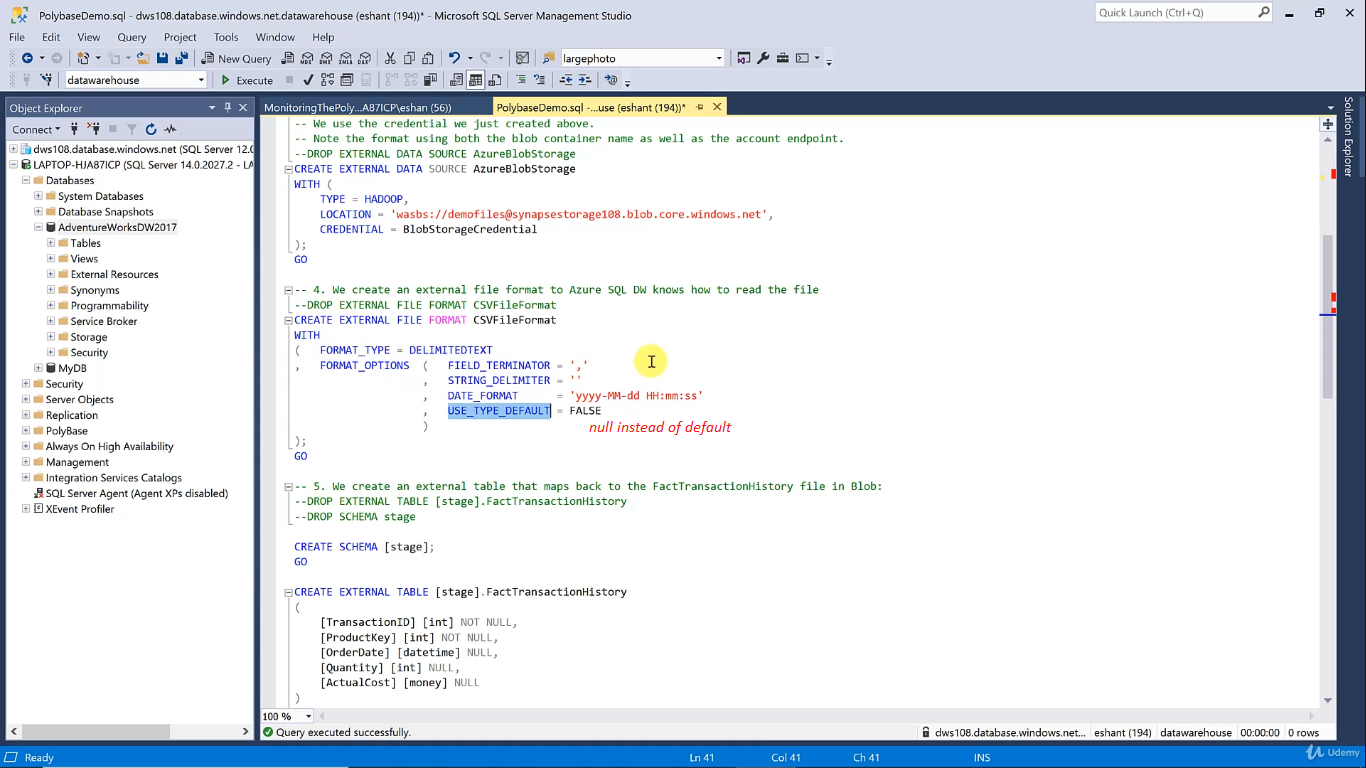 PolybaseDemo.sql - dws108.database.windows.net.datawarehouse (eshant (194))* - Microsoft SQL Server Management Studio
Quick Launch (Ctrl+Q)
File Edit View Query Project Tools Window Help
New Query
largephoto
datawarehouse
Execute
Object Explorer
MonitoringThePoly...A87ICP\eshan (56))
PolybaseDemo.sql -...use (eshant (194))*
Solution Explorer
Connect
dws108.database.windows.net (SQL Server 12.0
LAPTOP-HJA87ICP (SQL Server 14.0.2027.2 - LA
Databases
System Databases
Database Snapshots
AdventureWorksDW2017
Tables
Views
External Resources
Synonyms
Programmability
Service Broker
Storage
Security
MyDB
Security
Server Objects
Replication
PolyBase
Always On High Availability
Management
Integration Services Catalogs
SQL Server Agent (Agent XPs disabled)
XEvent Profiler
-- We use the credential we just created above.
-- Note the format using both the blob container name as well as the account endpoint.
--DROP EXTERNAL DATA SOURCE AzureBlobStorage
CREATE EXTERNAL DATA SOURCE AzureBlobStorage
WITH (
TYPE = HADOOP,
LOCATION = 'wasbs://demofiles@synapsestorage108.blob.core.windows.net',
CREDENTIAL = BlobStorageCredential
);
GO
-- 4. We create an external file format to Azure SQL DW knows how to read the file
--DROP EXTERNAL FILE FORMAT CSVFileFormat
CREATE EXTERNAL FILE FORMAT CSVFileFormat
WITH
( FORMAT_TYPE = DELIMITEDTEXT
, FORMAT_OPTIONS ( FIELD_TERMINATOR = ','
, STRING_DELIMITER = ''
, DATE_FORMAT = 'yyyy-MM-dd HH:mm:ss'
, USE_TYPE_DEFAULT = FALSE
)
null instead of default
);
GO
-- 5. We create an external table that maps back to the FactTransactionHistory file in Blob:
--DROP EXTERNAL TABLE [stage].FactTransactionHistory
--DROP SCHEMA stage
CREATE SCHEMA [stage];
GO
CREATE EXTERNAL TABLE [stage].FactTransactionHistory
(
[TransactionID] [int] NOT NULL,
[ProductKey] [int] NOT NULL,
[OrderDate] [datetime] NULL,
[Quantity] [int] NULL,
[ActualCost] [money] NULL
)
100 %
Query executed successfully.
dws108.database.windows.net... eshant (194) datawarehouse 00:00:00 0 rows
Ready
Ln 41 Col 41 Ch 41 INS
Udemy